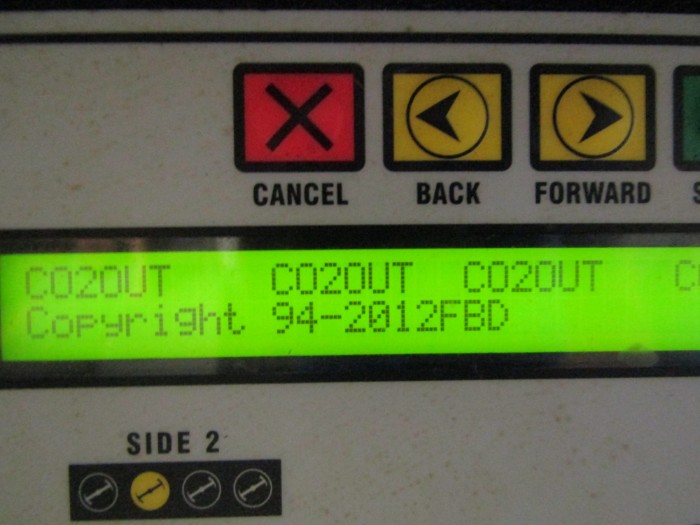 CANCEL BACK FORWARD S
CO2OUT CO2OUT CO2OUT C
Copyright 94-2012FBD
SIDE 2